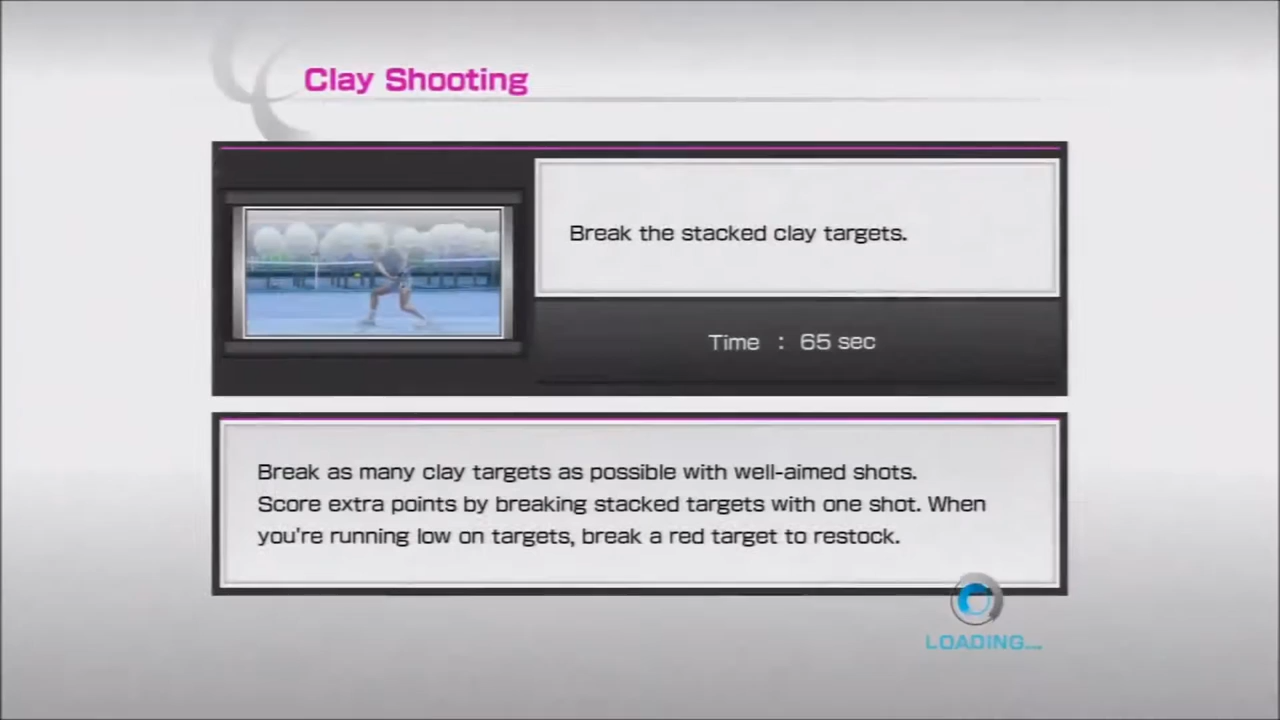 Clay Shooting
Break the stacked clay targets.
Time : 65 sec
Break as many clay targets as possible with well-aimed shots.
Score extra points by breaking stacked targets with one shot. When
you're running low on targets, break a red target to restock.
LOADING...